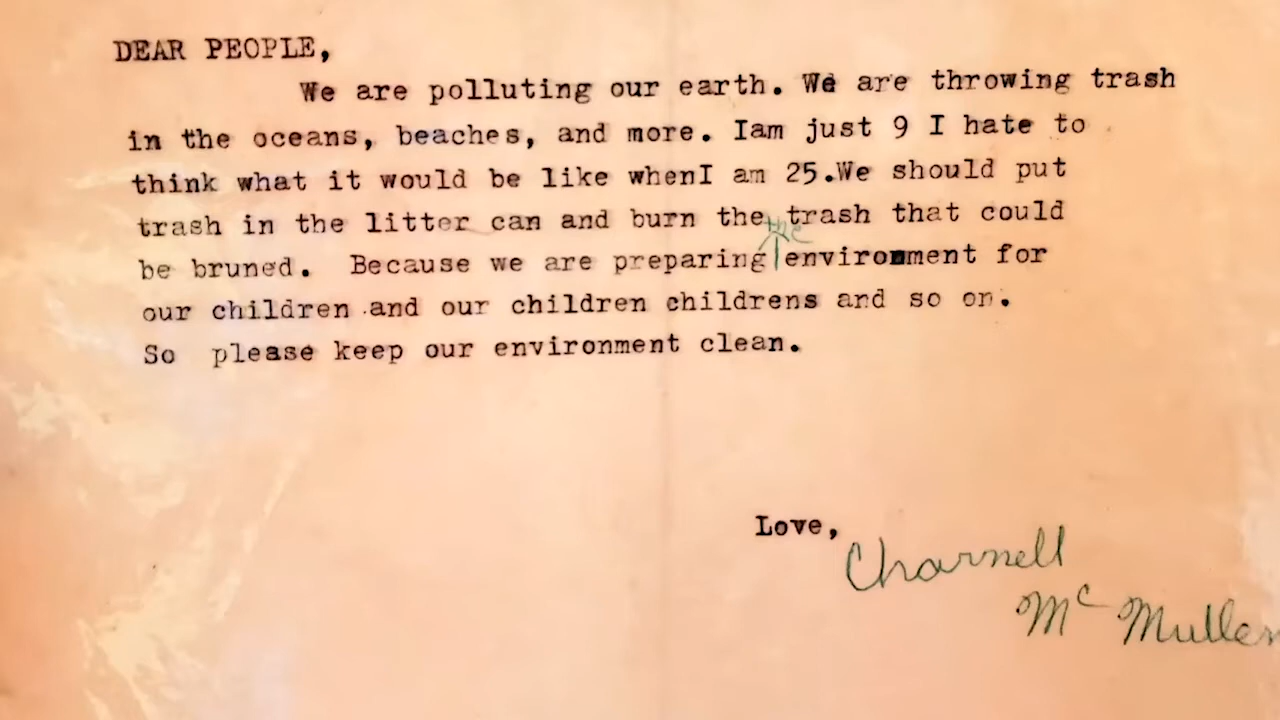 DEAR PEOPLE,
We are polluting our earth. We are throwing trash
in the oceans, beaches, and more. Iam just 9 I hate to
think what it would be like whenI am 25.We should put
trash in the litter can and burn the trash that could
be bruned. Because we are preparing the environment for
our children and our children childrens and so on.
So please keep our environment clean.
Love,
Charnell
Mc Mullen